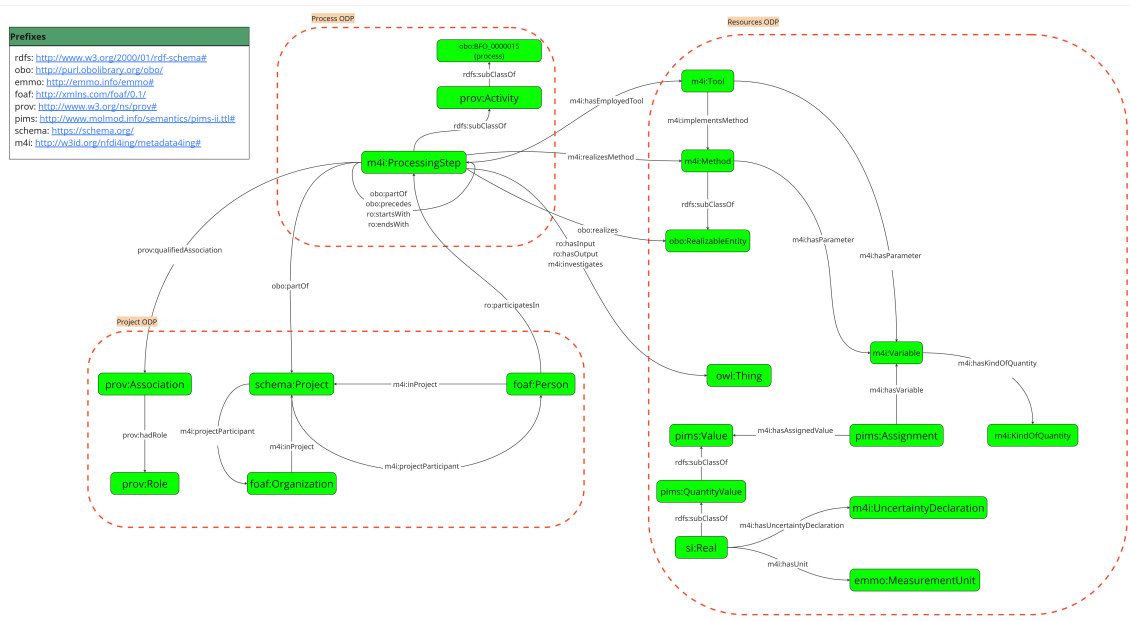 Process ODP
Resources ODP
Prefixes
rdfs: http://www.w3.org/2000/01/rdf-schema#
obo: http://purl.obolibrary.org/obo/
emmo: http://emmo.info/emmo#
foaf: http://xmlns.com/foaf/0.1/
prov: http://www.w3.org/ns/prov#
pims: http://www.molmod.info/semantics/pims-ii.ttl#
schema: https://schema.org/
m4i: http://w3id.org/nfdi4ing/metadata4ing#
obo:BFO_0000015
(process)
rdfs:subClassOf
prov:Activity
rdfs:subClassOf
m4i:ProcessingStep
obo:partOf
obo:precedes
ro:startsWith
ro:endsWith
m4i:hasEmployedTool
m4i:realizesMethod
obo:realizes
ro:hasInput
ro:hasOutput
m4i:investigates
prov:qualifiedAssociation
obo:partOf
ro:participatesIn
m4i:Tool
m4i:implementsMethod
m4i:Method
rdfs:subClassOf
obo:RealizableEntity
m4i:hasParameter
m4i:hasParameter
m4i:Variable
m4i:hasKindOfQuantity
owl:Thing
m4i:hasVariable
pims:Value
m4i:hasAssignedValue
pims:Assignment
m4i:KindOfQuantity
rdfs:subClassOf
pims:QuantityValue
rdfs:subClassOf
m4i:UncertaintyDeclaration
m4i:hasUncertaintyDeclaration
si:Real
m4i:hasUnit
emmo:MeasurementUnit
Project ODP
prov:Association
schema:Project
m4i:inProject
foaf:Person
prov:hadRole
m4i:projectParticipant
m4i:inProject
m4i:projectParticipant
prov:Role
foaf:Organization